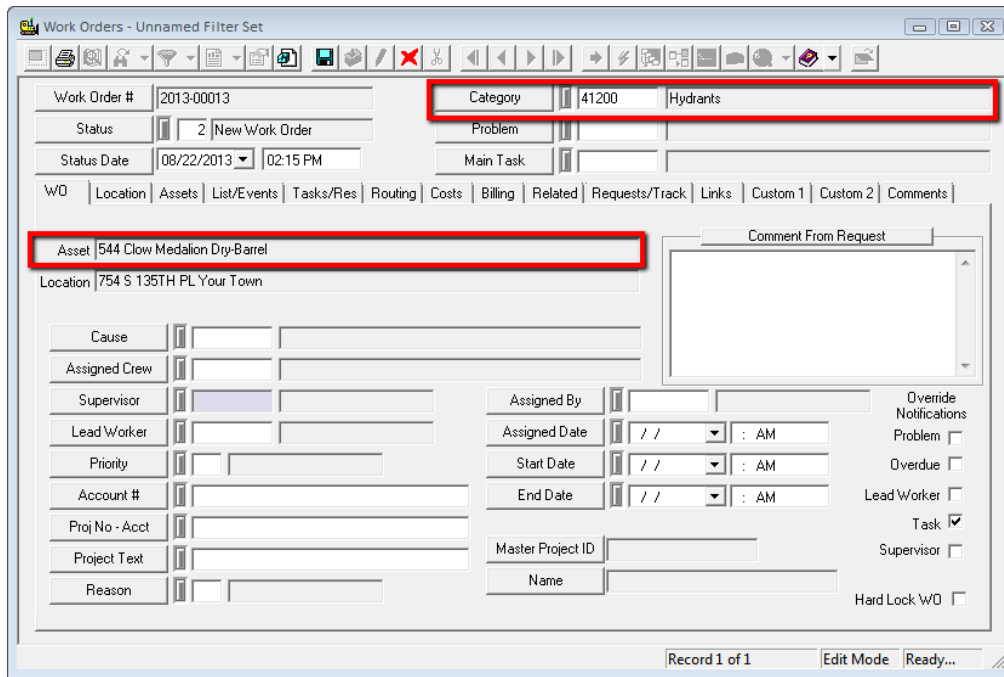 Work Orders - Unnamed Filter Set
Work Order # 2013-00013 Category 41200 Hydrants
Status 2 New Work Order Problem
Status Date 08/22/2013 02:15 PM Main Task
WO Location Assets List/Events Tasks/Res Routing Costs Billing Related Requests/Track Links Custom 1 Custom 2 Comments
Comment From Request
Asset 544 Clow Medalion Dry-Barrel
Location 754 S 135TH PL Your Town
Cause
Assigned Crew
Supervisor Assigned By Override
Notifications
Lead Worker Assigned Date / / : AM Problem
Priority Start Date / / : AM Overdue
Account # End Date / / : AM Lead Worker
Proj No - Acct Task
Project Text Master Project ID Supervisor
Reason Name
Hard Lock WO
Record 1 of 1 Edit Mode Ready...